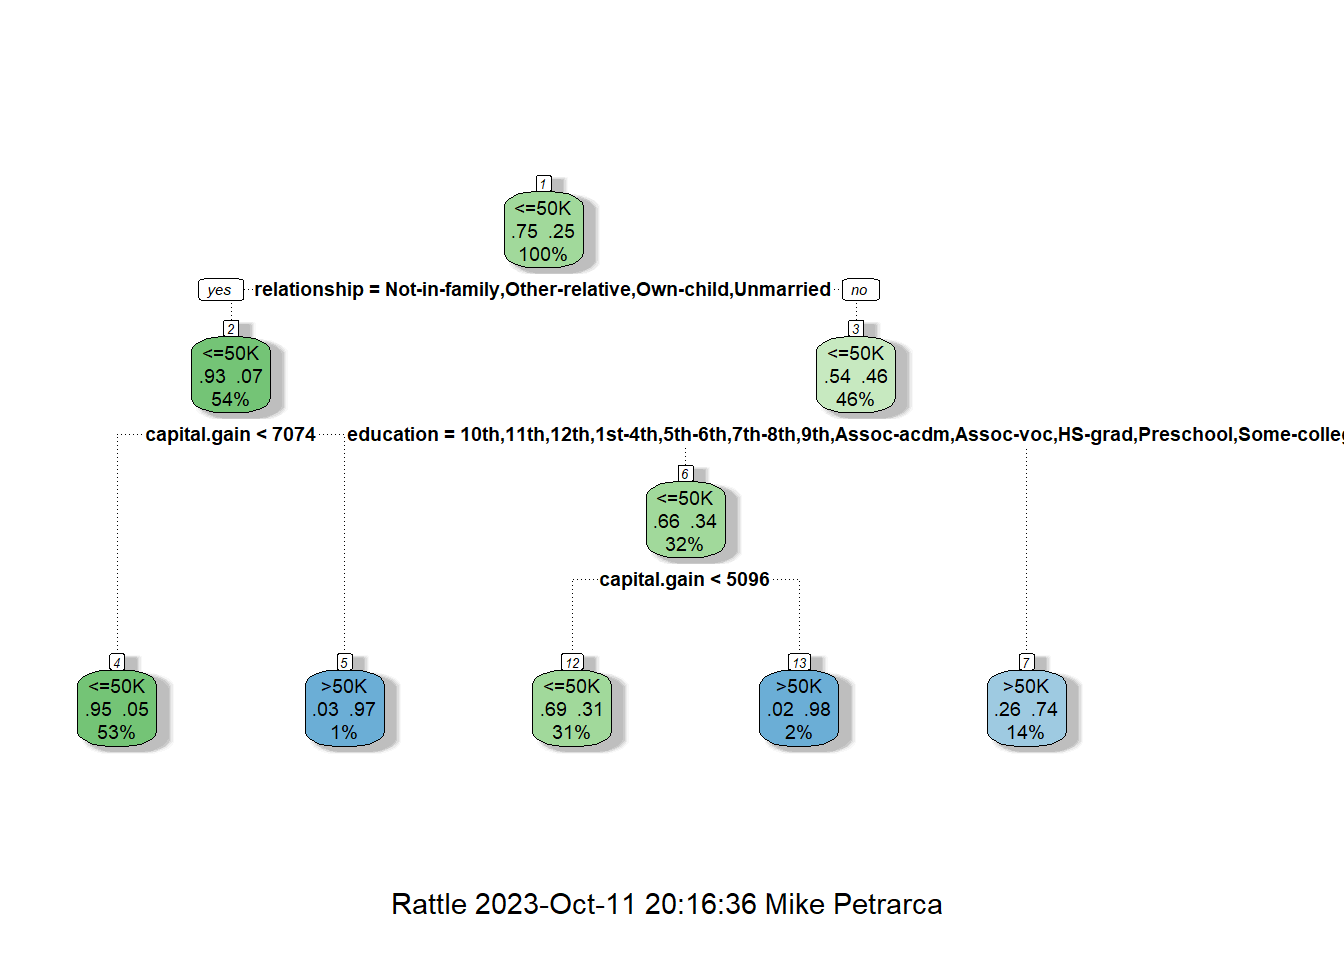 1
<=50K
.75 .25
100%
yes relationship = Not-in-family,Other-relative,Own-child,Unmarried no
2
<=50K
.93 .07
54%
3
<=50K
.54 .46
46%
capital.gain < 7074
education = 10th,11th,12th,1st-4th,5th-6th,7th-8th,9th,Assoc-acdm,Assoc-voc,HS-grad,Preschool,
6
<=50K
.66 .34
32%
capital.gain < 5096
4
<=50K
.95 .05
53%
5
>50K
.03 .97
1%
12
<=50K
.69 .31
31%
13
>50K
.02 .98
2%
7
>50K
.26 .74
14%
Rattle 2023-Oct-11 20:16:36 Mike Petrarca